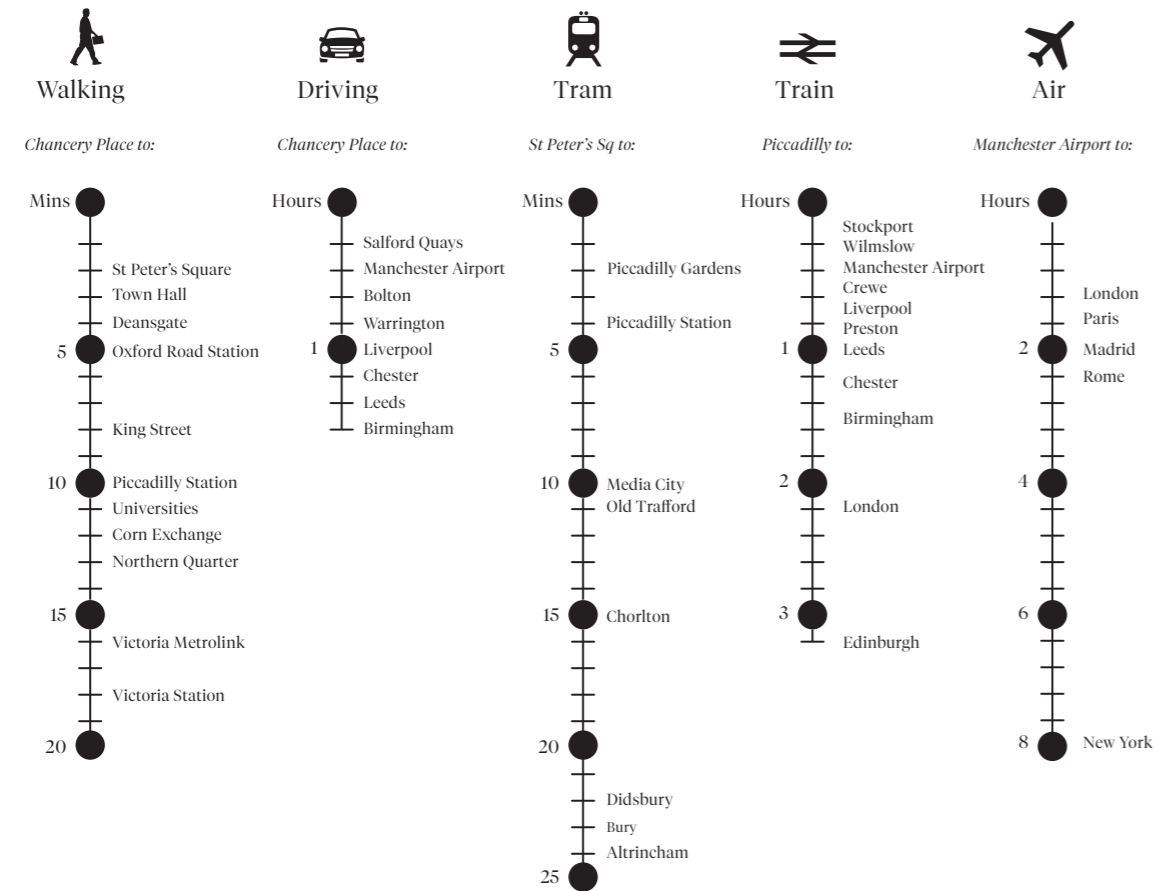 Walking
Chancery Place to:
Mins
St Peter's Square
Town Hall
Deansgate
5
Oxford Road Station
King Street
10
Piccadilly Station
Universities
Corn Exchange
Northern Quarter
15
Victoria Metrolink
Victoria Station
20
Driving
Chancery Place to:
Hours
Salford Quays
Manchester Airport
Bolton
Warrington
1
Liverpool
Chester
Leeds
Birmingham
Tram
St Peter's Sq to:
Mins
Piccadilly Gardens
Piccadilly Station
5
10
Media City
Old Trafford
15
Chorlton
20
Didsbury
Bury
Altrincham
25
Train
Piccadilly to:
Hours
Stockport
Wilmslow
Manchester Airport
Crewe
Liverpool
Preston
1
Leeds
Chester
Birmingham
2
London
3
Edinburgh
Air
Manchester Airport to:
Hours
London
Paris
2
Madrid
Rome
4
6
8
New York